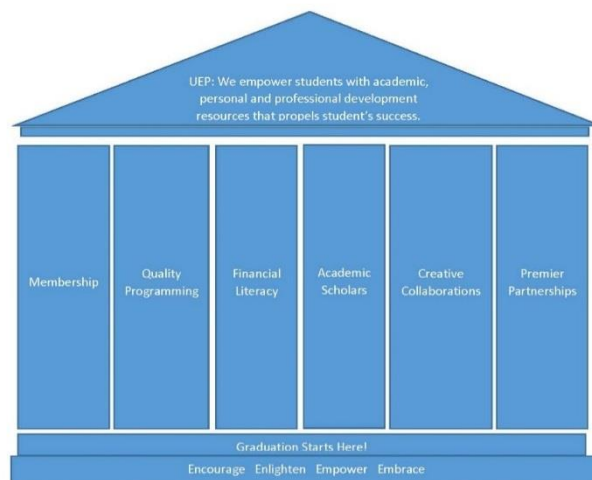 UEP: We empower students with academic,
personal and professional development
resources that propels student's success.
Membership
Quality
Programming
Financial
Literacy
Academic
Scholars
Creative
Collaborations
Premier
Partnerships
Graduation Starts Here!
Encourage Enlighten Empower Embrace